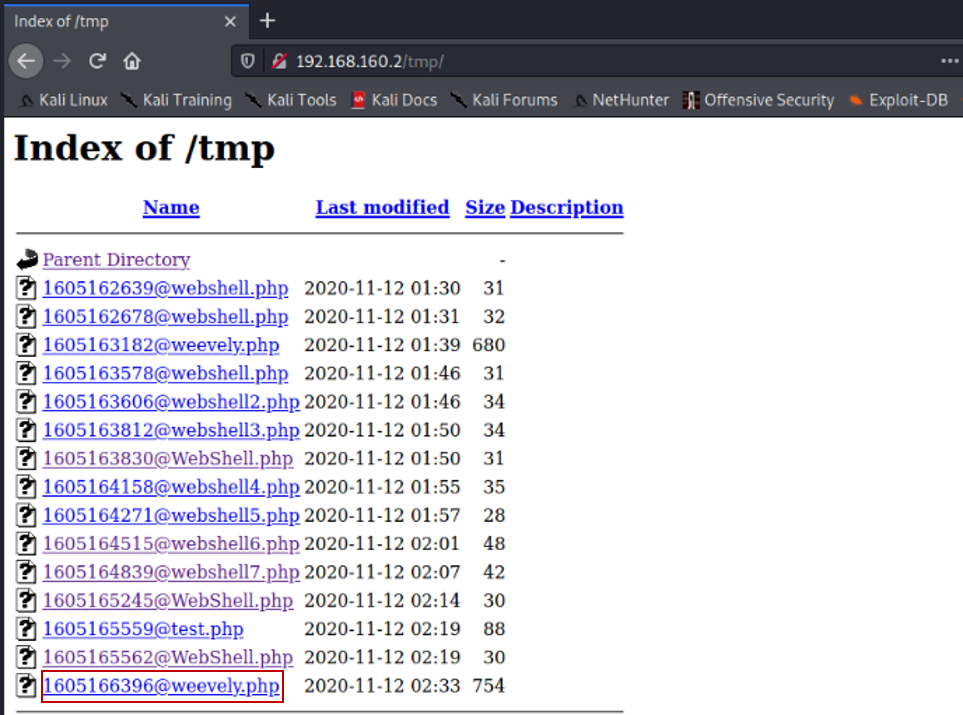 Index of /tmp
192.168.160.2/tmp/
Kali Linux Kali Training Kali Tools Kali Docs Kali Forums NetHunter Offensive Security Exploit-DB
Index of /tmp
Name Last modified Size Description
Parent Directory -
1605162639@webshell.php 2020-11-12 01:30 31
1605162678@webshell.php 2020-11-12 01:31 32
1605163182@weevely.php 2020-11-12 01:39 680
1605163578@webshell.php 2020-11-12 01:46 31
1605163606@webshell2.php 2020-11-12 01:46 34
1605163812@webshell3.php 2020-11-12 01:50 34
1605163830@WebShell.php 2020-11-12 01:50 31
1605164158@webshell4.php 2020-11-12 01:55 35
1605164271@webshell5.php 2020-11-12 01:57 28
1605164515@webshell6.php 2020-11-12 02:01 48
1605164839@webshell7.php 2020-11-12 02:07 42
1605165245@WebShell.php 2020-11-12 02:14 30
1605165559@test.php 2020-11-12 02:19 88
1605165562@WebShell.php 2020-11-12 02:19 30
1605166396@weevely.php 2020-11-12 02:33 754